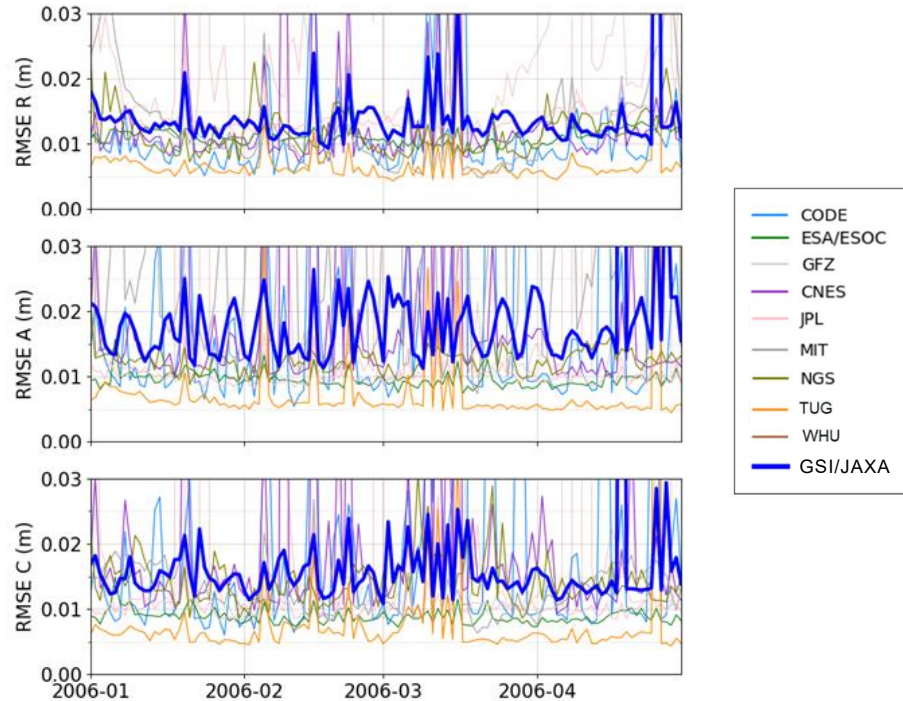 0.03
0.02
0.01
0.00
RMSE R (m)
0.03
0.02
0.01
0.00
RMSE A (m)
0.03
0.02
0.01
0.00
RMSE C (m)
2006-01 2006-02 2006-03 2006-04
CODE
ESA/ESOC
GFZ
CNES
JPL
MIT
NGS
TUG
WHU
GSI/JAXA